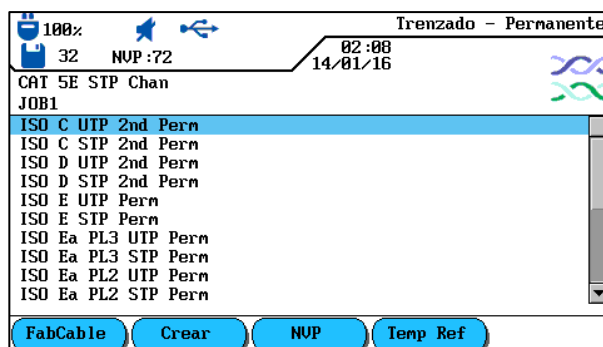 100% Trenzado - Permanente
32 NVP:72 02:08
14/01/16
CAT 5E STP Chan
JOB1
ISO C UTP 2nd Perm
ISO C STP 2nd Perm
ISO D UTP 2nd Perm
ISO D STP 2nd Perm
ISO E UTP Perm
ISO E STP Perm
ISO Ea PL3 UTP Perm
ISO Ea PL3 STP Perm
ISO Ea PL2 UTP Perm
ISO Ea PL2 STP Perm
FabCable Crear NVP Temp Ref